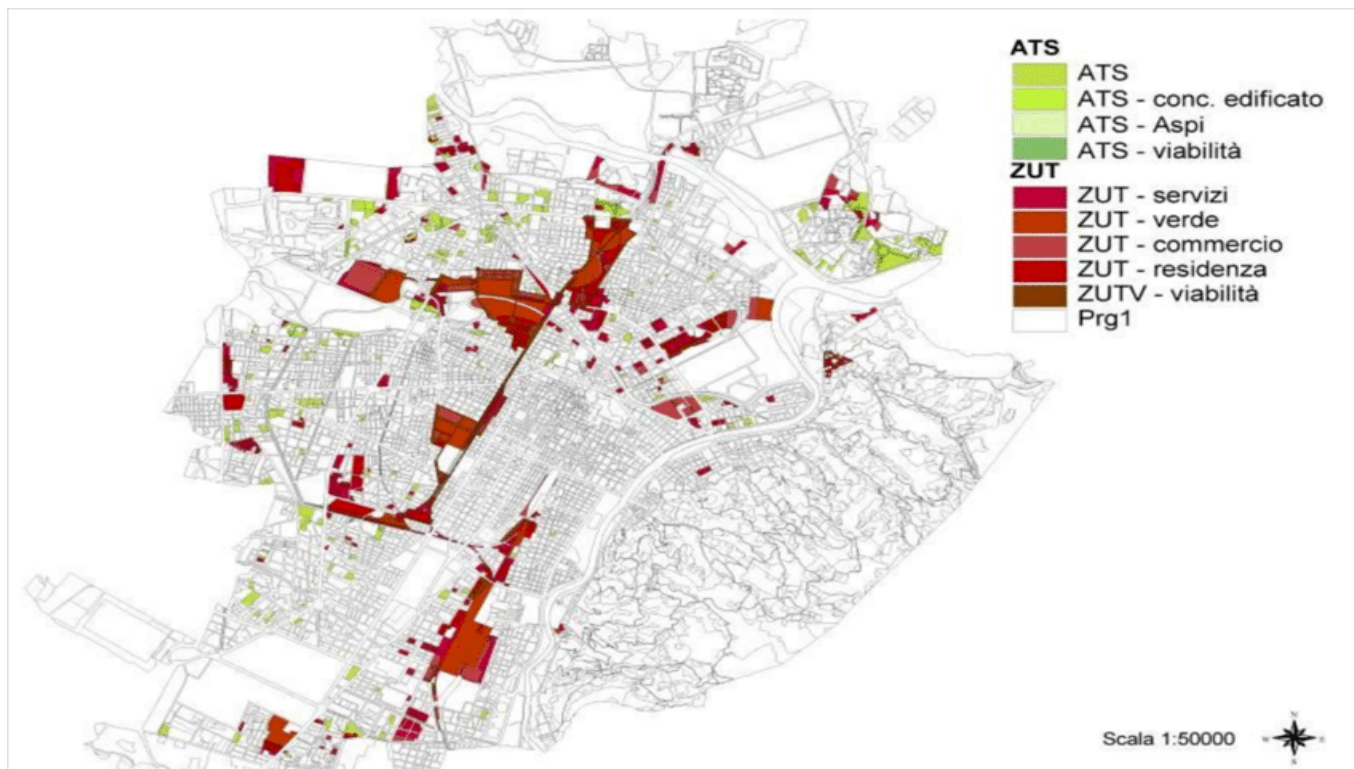 ATS
ATS
ATS - conc. edificato
ATS - Aspi
ATS - viabilità
ZUT
ZUT - servizi
ZUT - verde
ZUT - commercio
ZUT - residenza
ZUTV - viabilità
Prg1
Scala 1:50000